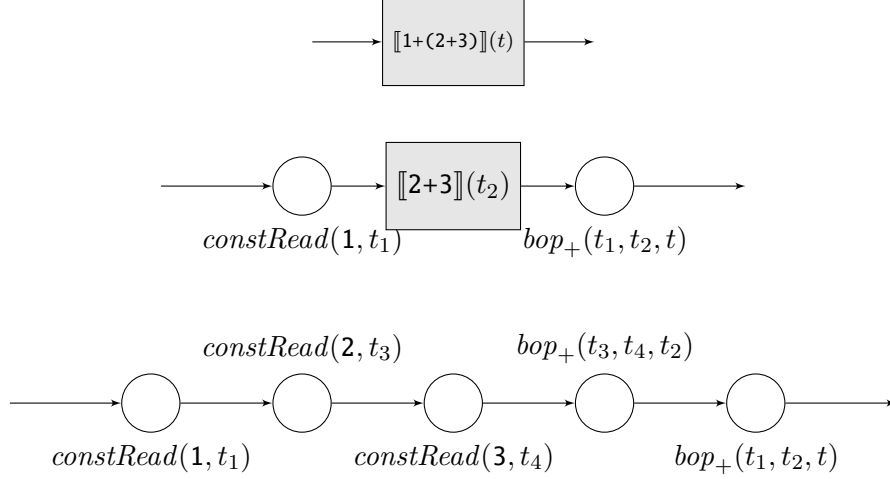 ⟦1+(2+3)⟧(t)
⟦2+3⟧(t₂)
constRead(1, t₁) bop₊(t₁, t₂, t)
constRead(2, t₃) bop₊(t₃, t₄, t₂)
constRead(1, t₁) constRead(3, t₄) bop₊(t₁, t₂, t)